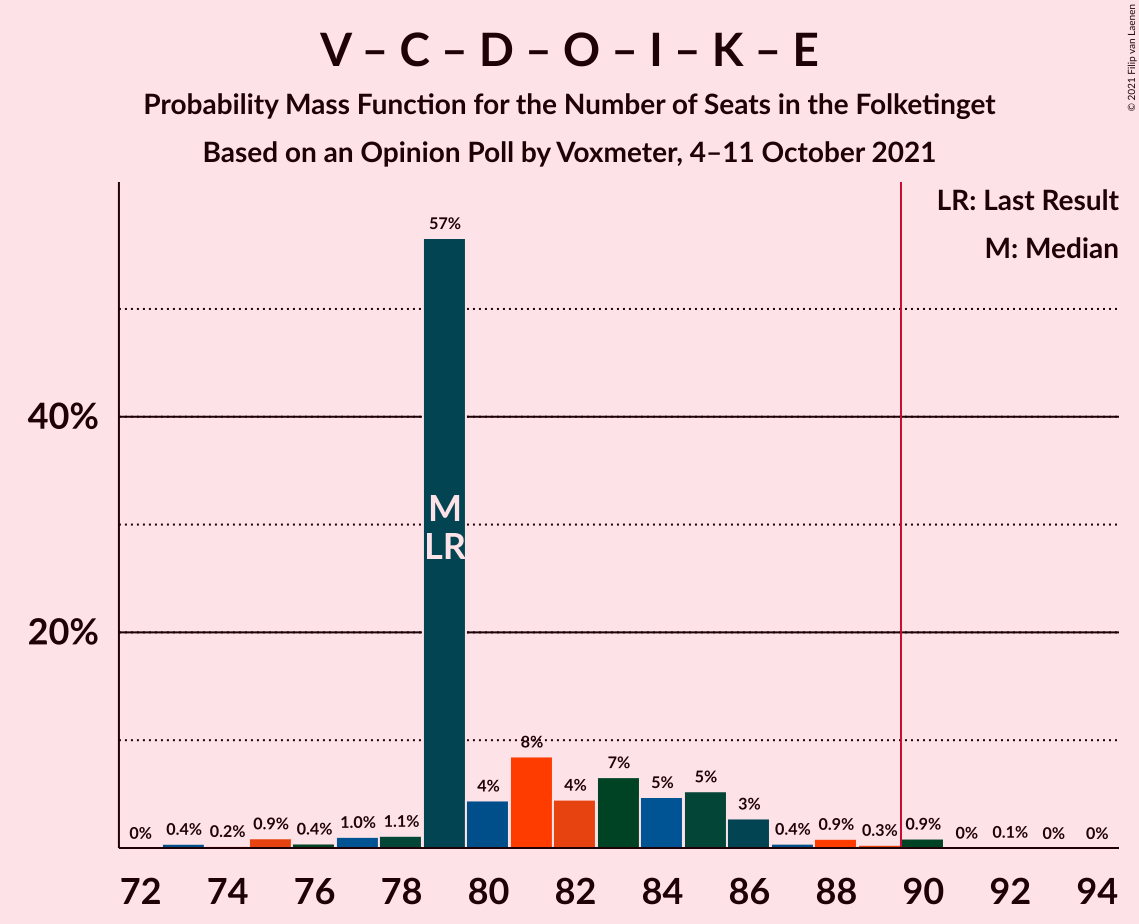 V – C – D – O – I – K – E
Probability Mass Function for the Number of Seats in the Folketinget
Based on an Opinion Poll by Voxmeter, 4–11 October 2021
© 2021 Filip van Laenen
LR: Last Result
M: Median
40%
20%
0%
0.4%
0.2%
0.9%
0.4%
1.0%
1.1%
57%
M
LR
4%
8%
4%
7%
5%
5%
3%
0.4%
0.9%
0.3%
0.9%
0%
0.1%
0%
0%
72 74 76 78 80 82 84 86 88 90 92 94